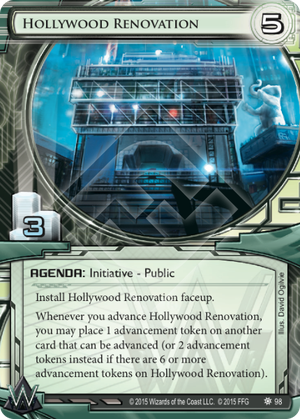 Hollywood Renovation
5
3
AGENDA: Initiative - Public
Install Hollywood Renovation faceup.
Whenever you advance Hollywood Renovation,
you may place 1 advancement token on another
card that can be advanced (or 2 advancement
tokens instead if there are 6 or more
advancement tokens on Hollywood Renovation).
Illus. David Ogilvie
© 2015 Wizards of the Coast LLC. © 2015 FFG
98